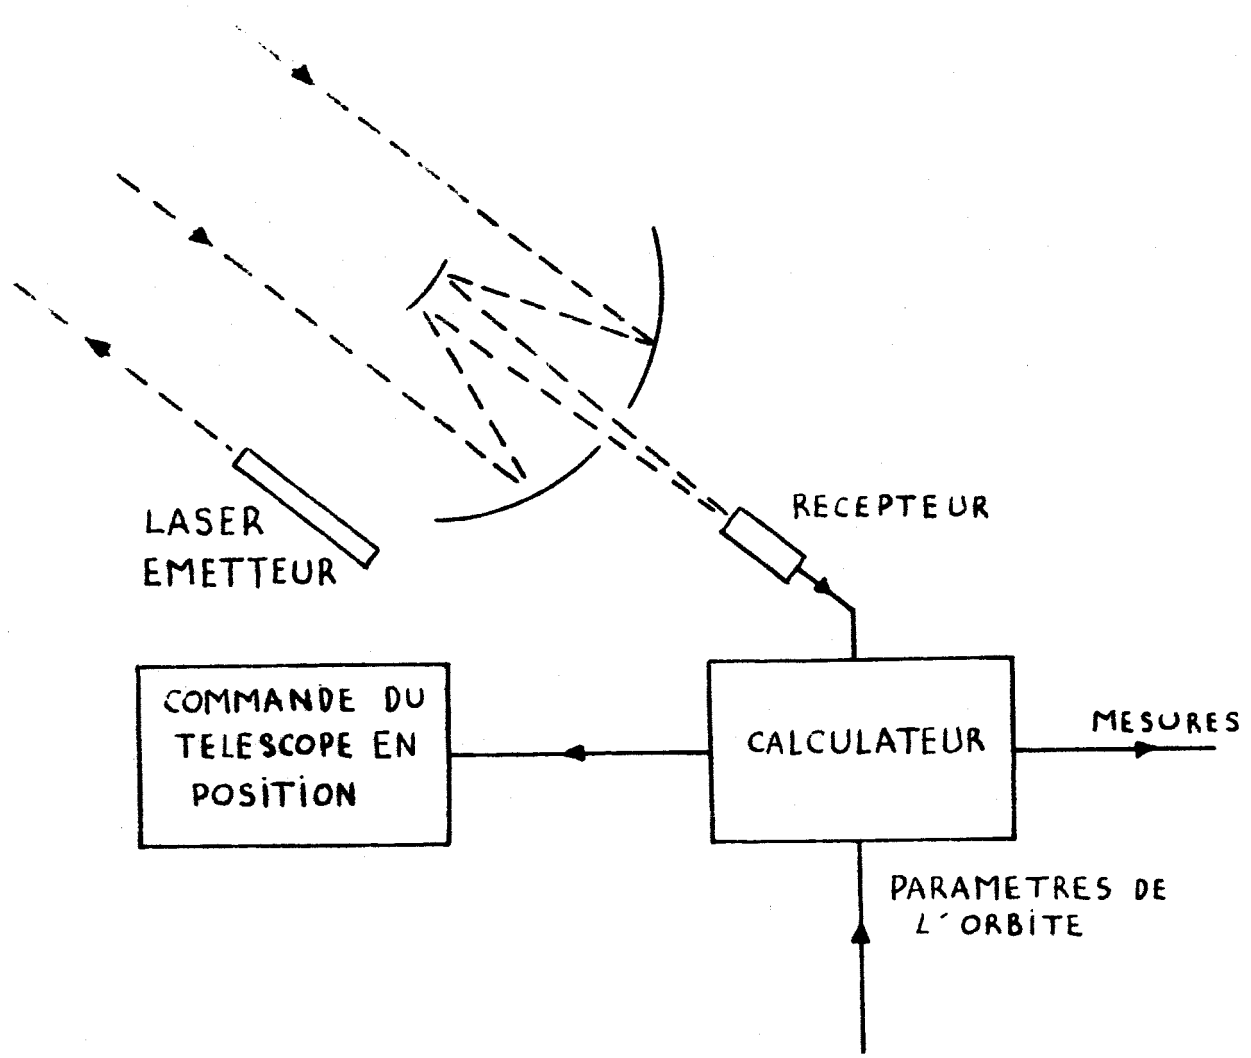 RECEPTEUR
LASER
EMETTEUR
COMMANDE DU
TELESCOPE EN
POSiTiON
CALCULATEUR
MESURES
PARAMETRES DE
L'ORBiTE